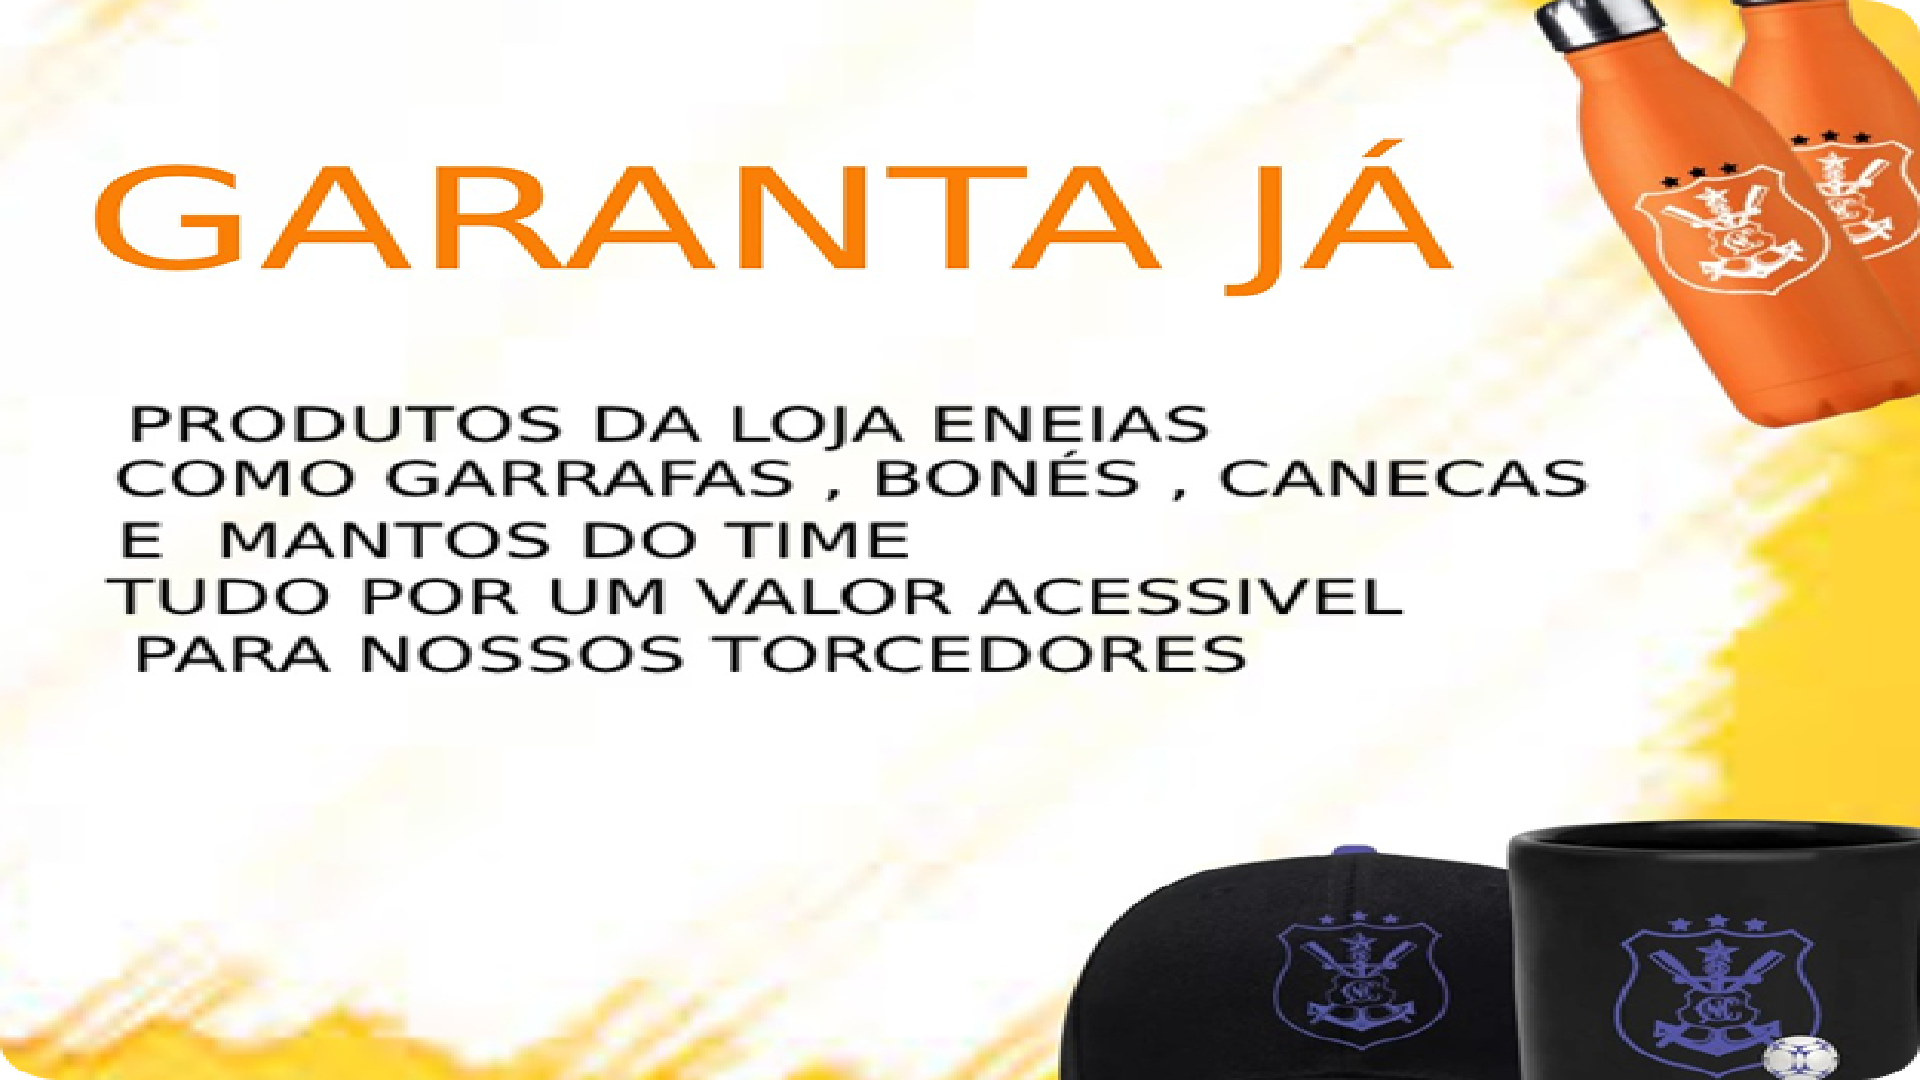 GARANTA JÁ
PRODUTOS DA LOJA ENEIAS
COMO GARRAFAS , BONÉS , CANECAS
E MANTOS DO TIME
TUDO POR UM VALOR ACESSIVEL
PARA NOSSOS TORCEDORES